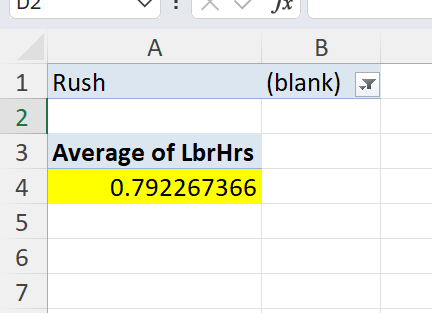 D2 fx
A B
1 Rush (blank)
2
3 Average of LbrHrs
4 0.792267366
5
6
7